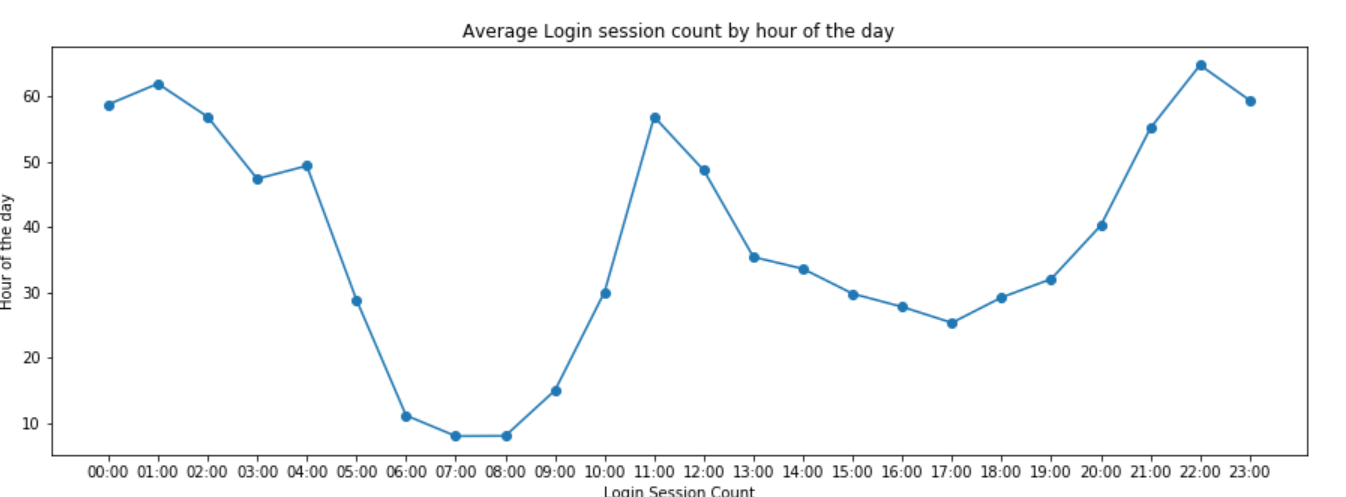 Average Login session count by hour of the day
Hour of the day
60
50
40
30
20
10
00:00 01:00 02:00 03:00 04:00 05:00 06:00 07:00 08:00 09:00 10:00 11:00 12:00 13:00 14:00 15:00 16:00 17:00 18:00 19:00 20:00 21:00 22:00 23:00
Login Session Count